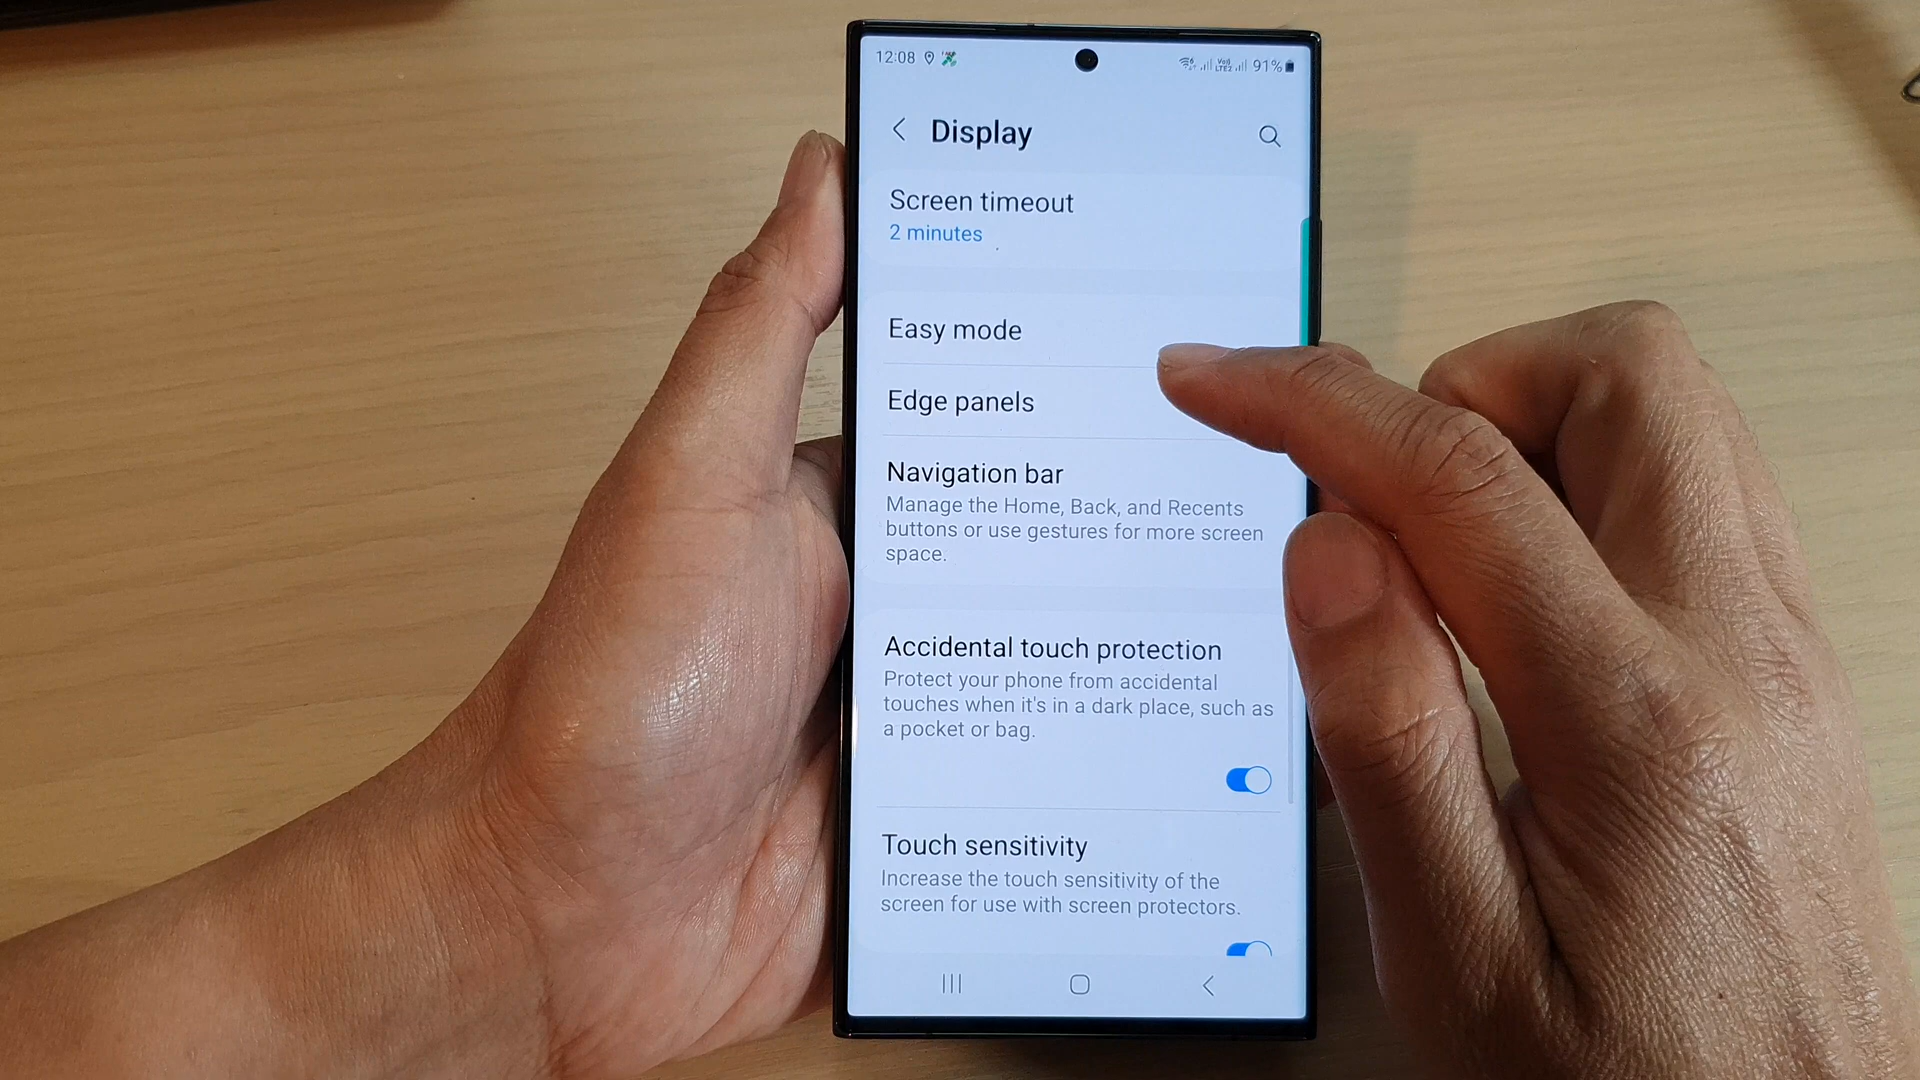 12:08
91%
Display
Screen timeout
2 minutes
Easy mode
Edge panels
Navigation bar
Manage the Home, Back, and Recents
buttons or use gestures for more screen
space.
Accidental touch protection
Protect your phone from accidental
touches when it's in a dark place, such as
a pocket or bag.
Touch sensitivity
Increase the touch sensitivity of the
screen for use with screen protectors.